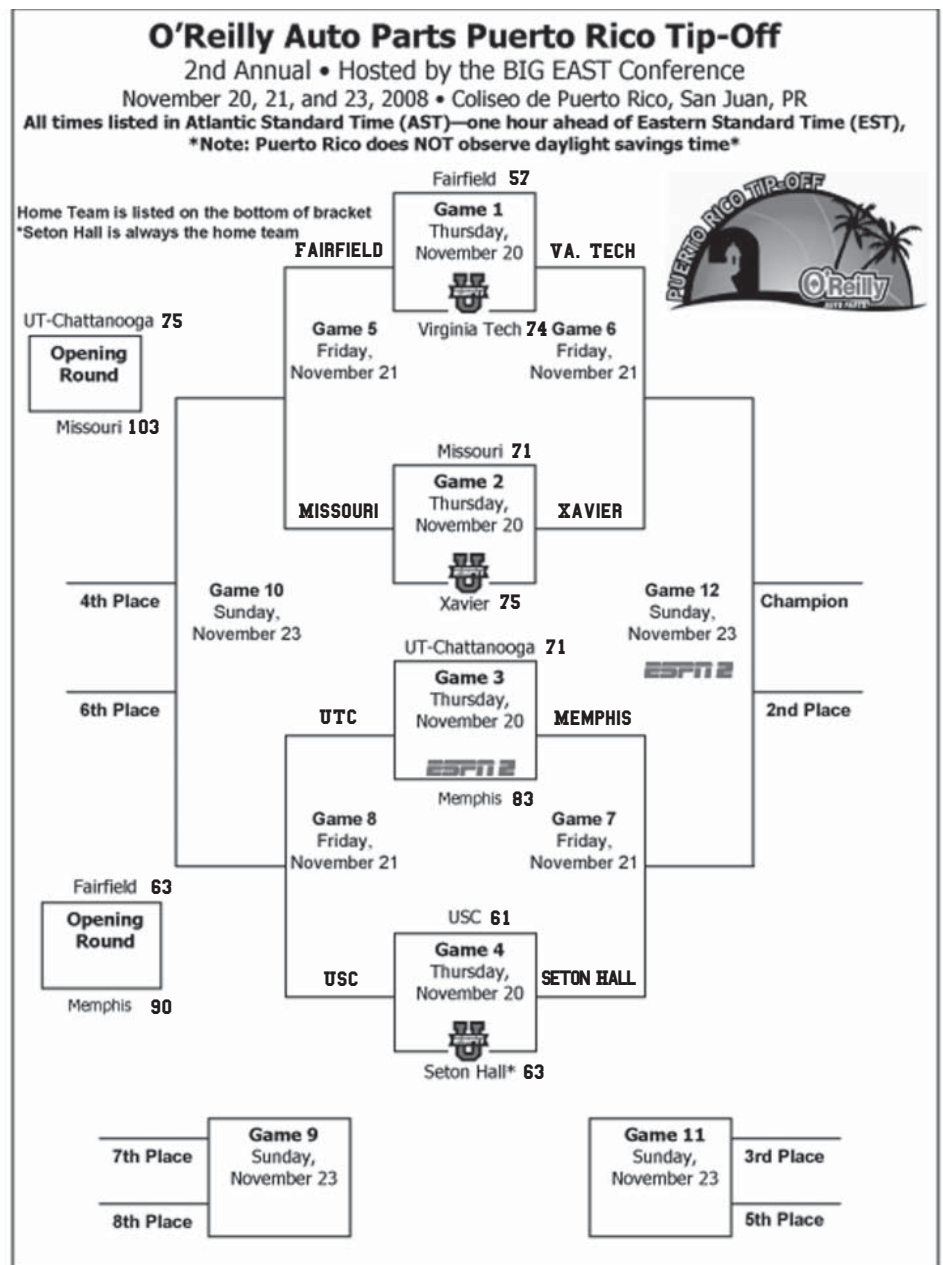 O'Reilly Auto Parts Puerto Rico Tip-Off
2nd Annual • Hosted by the BIG EAST Conference
November 20, 21, and 23, 2008 • Coliseo de Puerto Rico, San Juan, PR
All times listed in Atlantic Standard Time (AST)—one hour ahead of Eastern Standard Time (EST),
*Note: Puerto Rico does NOT observe daylight savings time*
PUERTO RICO TIP-OFF
O'Reilly
AUTO PARTS
Home Team is listed on the bottom of bracket
*Seton Hall is always the home team
Fairfield 57
Game 1
Thursday,
November 20
ESPN U
Virginia Tech 74
FAIRFIELD
VA. TECH
UT-Chattanooga 75
Opening
Round
Missouri 103
Game 5
Friday,
November 21
Game 6
Friday,
November 21
Missouri 71
Game 2
Thursday,
November 20
ESPN U
Xavier 75
MISSOURI
XAVIER
4th Place
Game 10
Sunday,
November 23
6th Place
Game 12
Sunday,
November 23
ESPN 2
Champion
2nd Place
UT-Chattanooga 71
Game 3
Thursday,
November 20
ESPN 2
Memphis 83
UTC
MEMPHIS
Game 8
Friday,
November 21
Game 7
Friday,
November 21
Fairfield 63
Opening
Round
Memphis 90
USC 61
Game 4
Thursday,
November 20
ESPN U
Seton Hall* 63
USC
SETON HALL
7th Place
8th Place
Game 9
Sunday,
November 23
Game 11
Sunday,
November 23
3rd Place
5th Place